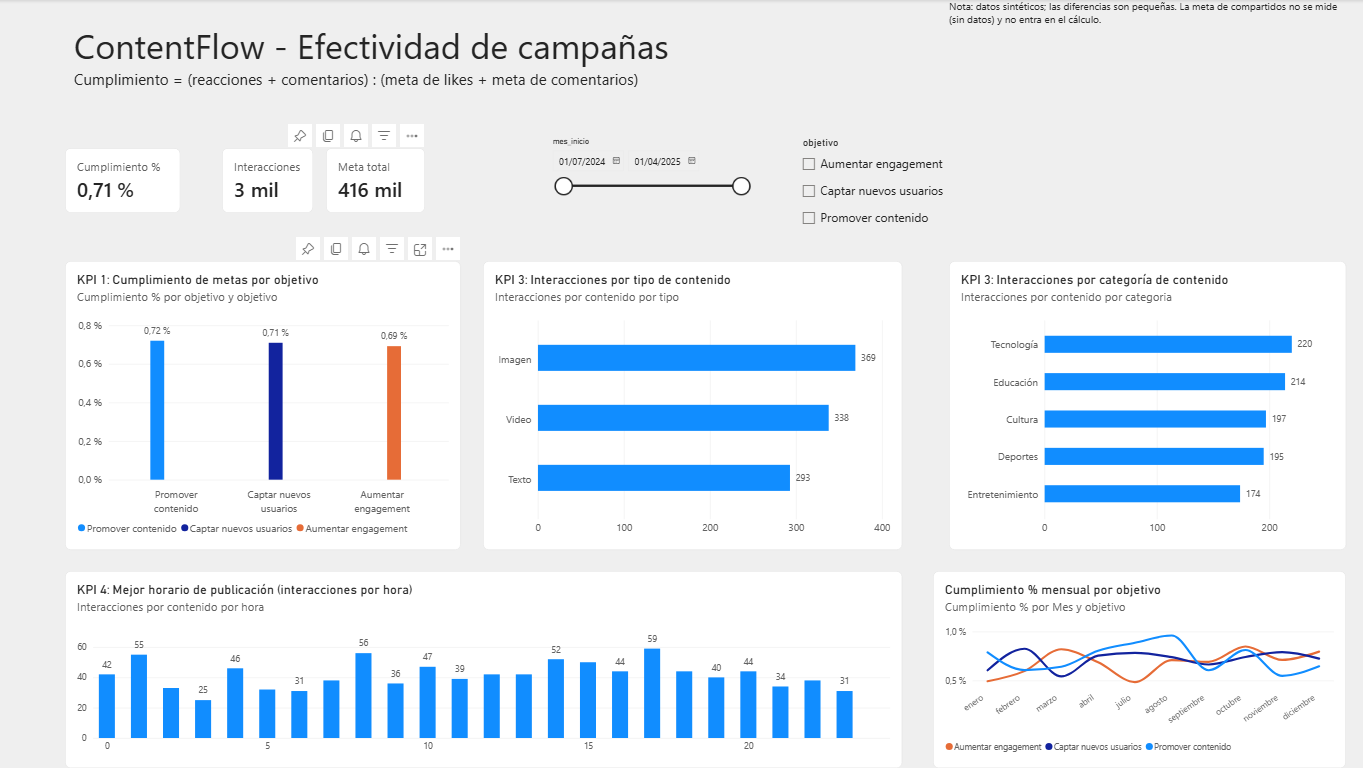 Nota: datos sintéticos; las diferencias son pequeñas. La meta de compartidos no se mide
(sin datos) y no entra en el cálculo.
ContentFlow - Efectividad de campañas
Cumplimiento = (reacciones + comentarios) : (meta de likes + meta de comentarios)
Cumplimiento %
0,71 %
Interacciones
3 mil
Meta total
416 mil
mes_inicio
01/07/2024
01/04/2025
objetivo
Aumentar engagement
Captar nuevos usuarios
Promover contenido
KPI 1: Cumplimiento de metas por objetivo
Cumplimiento % por objetivo y objetivo
0,8 %
0,6 %
0,4 %
0,2 %
0,0 %
0,72 %
0,71 %
0,69 %
Promover
contenido
Captar nuevos
usuarios
Aumentar
engagement
Promover contenido Captar nuevos usuarios Aumentar engagement
KPI 3: Interacciones por tipo de contenido
Interacciones por contenido por tipo
Imagen 369
Video 338
Texto 293
0 100 200 300 400
KPI 3: Interacciones por categoría de contenido
Interacciones por contenido por categoria
Tecnología 220
Educación 214
Cultura 197
Deportes 195
Entretenimiento 174
0 100 200
KPI 4: Mejor horario de publicación (interacciones por hora)
Interacciones por contenido por hora
60
40
20
0
42 55 25 46 31 56 36 47 39 52 44 59 40 44 34 31
0 5 10 15 20
Cumplimiento % mensual por objetivo
Cumplimiento % por Mes y objetivo
1,0 %
0,5 %
enero febrero marzo abril julio agosto septiembre octubre noviembre diciembre
Aumentar engagement Captar nuevos usuarios Promover contenido